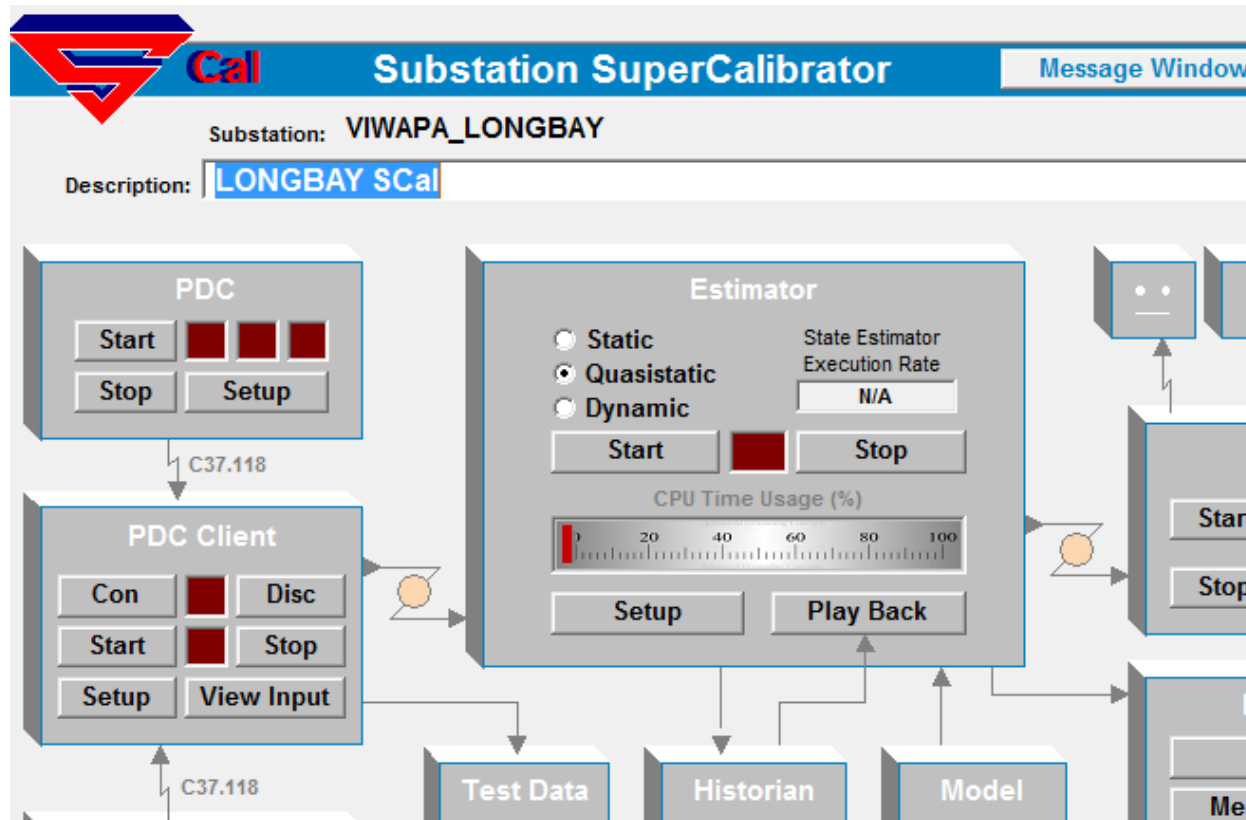 Cal
Substation SuperCalibrator
Message Window
Substation: VIWAPA_LONGBAY
Description: LONGBAY SCal
PDC
Start
Stop Setup
C37.118
PDC Client
Con Disc
Start Stop
Setup View Input
C37.118
Estimator
Static
Quasistatic
Dynamic
State Estimator
Execution Rate
N/A
Start Stop
CPU Time Usage (%)
20 40 60 80 100
Setup Play Back
Test Data
Historian
Model
Star
Stop
Me